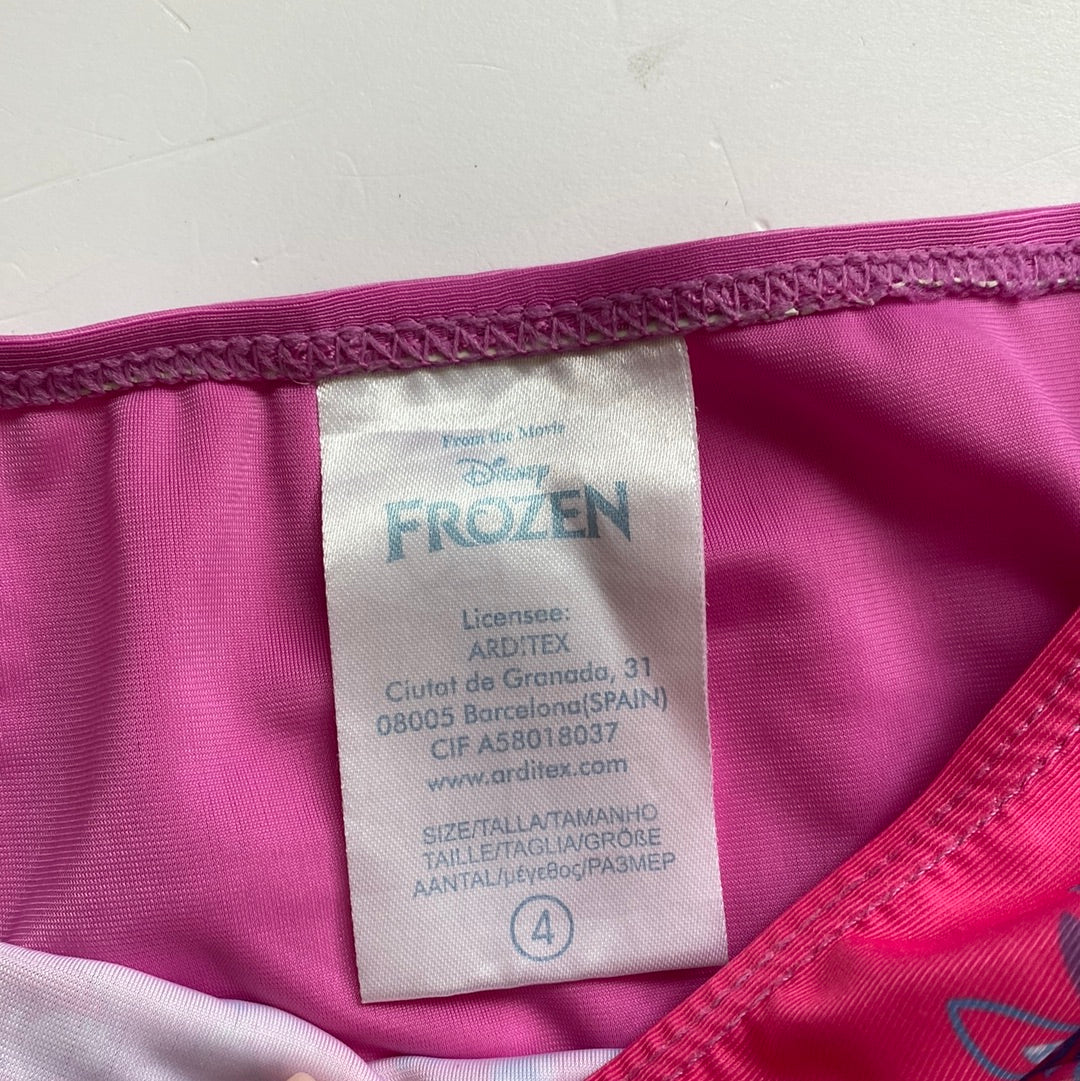 From the Movie
Disney
FROZEN
Licensee:
ARDITEX
Ciutat de Granada, 31
08005 Barcelona(SPAIN)
CIF A58018037
www.arditex.com
SIZE/TALLA/TAMANHO
TAILLE/TAGLIA/GRÖßE
AANTAL/μέγεθος/РАЗМЕР
4